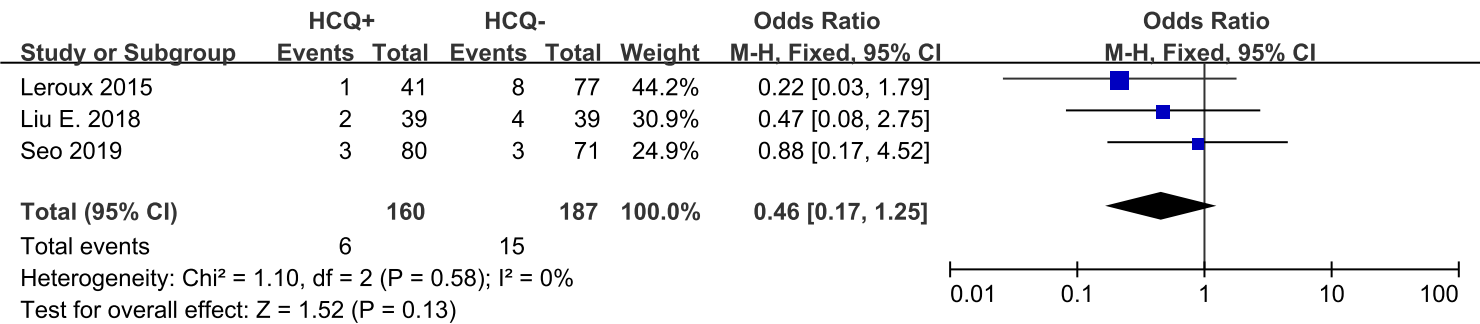 HCQ+ HCQ- Odds Ratio Odds Ratio
Study or Subgroup Events Total Events Total Weight M-H, Fixed, 95% CI M-H, Fixed, 95% CI
Leroux 2015 1 41 8 77 44.2% 0.22 [0.03, 1.79]
Liu E. 2018 2 39 4 39 30.9% 0.47 [0.08, 2.75]
Seo 2019 3 80 3 71 24.9% 0.88 [0.17, 4.52]
Total (95% CI) 160 187 100.0% 0.46 [0.17, 1.25]
Total events 6 15
Heterogeneity: Chi² = 1.10, df = 2 (P = 0.58); I² = 0%
Test for overall effect: Z = 1.52 (P = 0.13)
0.01 0.1 1 10 100